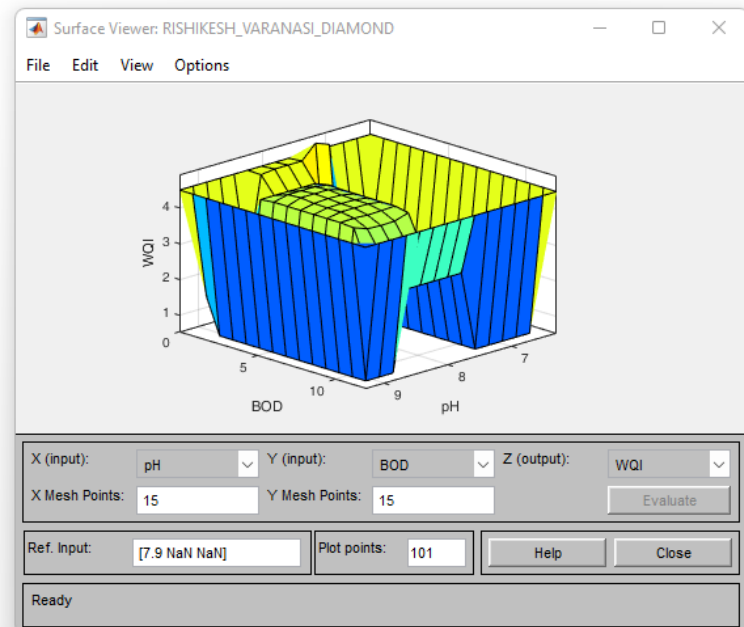 Surface Viewer: RISHIKESH_VARANASI_DIAMOND
File Edit View Options
WQI
4
3
2
1
0
5
10
BOD
9
8
7
pH
X (input): pH Y (input): BOD Z (output): WQI
X Mesh Points: 15 Y Mesh Points: 15 Evaluate
Ref. Input: [7.9 NaN NaN] Plot points: 101 Help Close
Ready